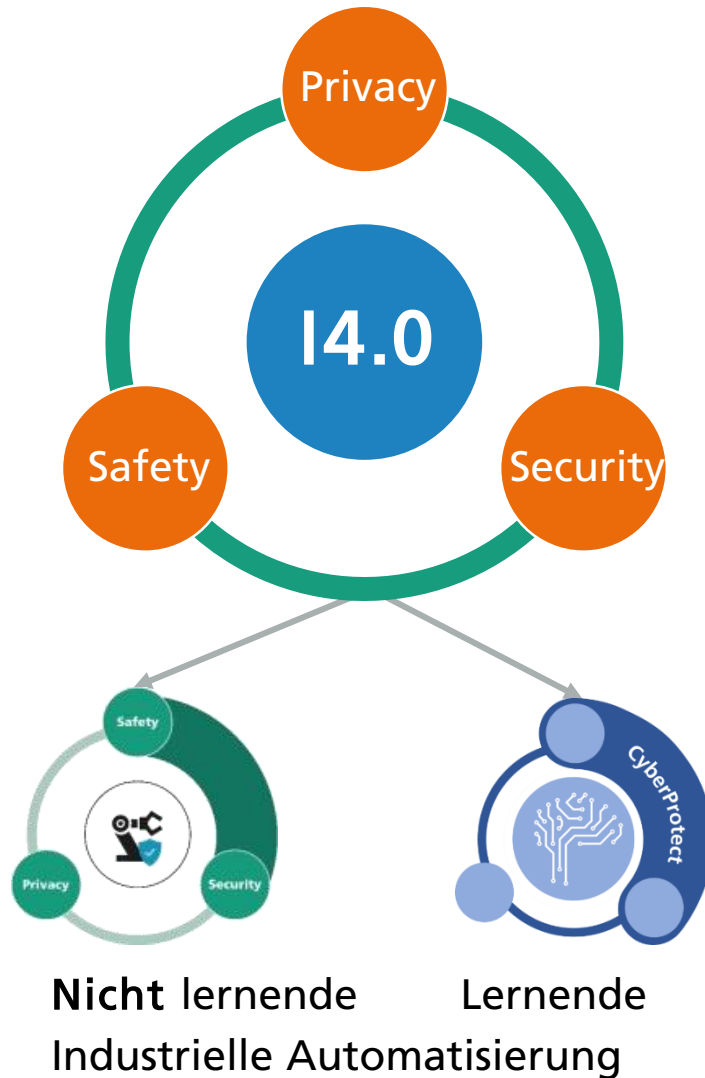 Privacy
I4.0
Safety
Security
Safety
Privacy
Security
CyberProtect
Nicht lernende
Lernende
Industrielle Automatisierung